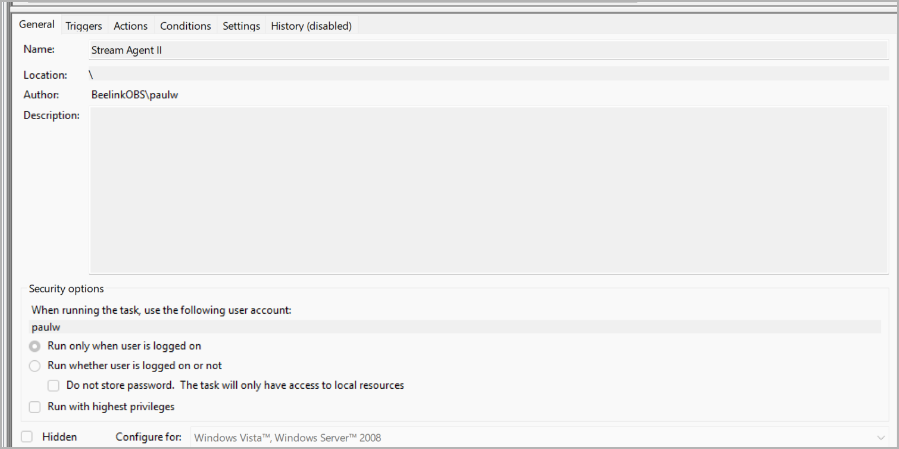 General Triggers Actions Conditions Settings History (disabled)
Name: Stream Agent II
Location: \
Author: BeelinkOBS\paulw
Description:
Security options
When running the task, use the following user account:
paulw
Run only when user is logged on
Run whether user is logged on or not
Do not store password. The task will only have access to local resources
Run with highest privileges
Hidden Configure for: Windows Vista™, Windows Server™ 2008